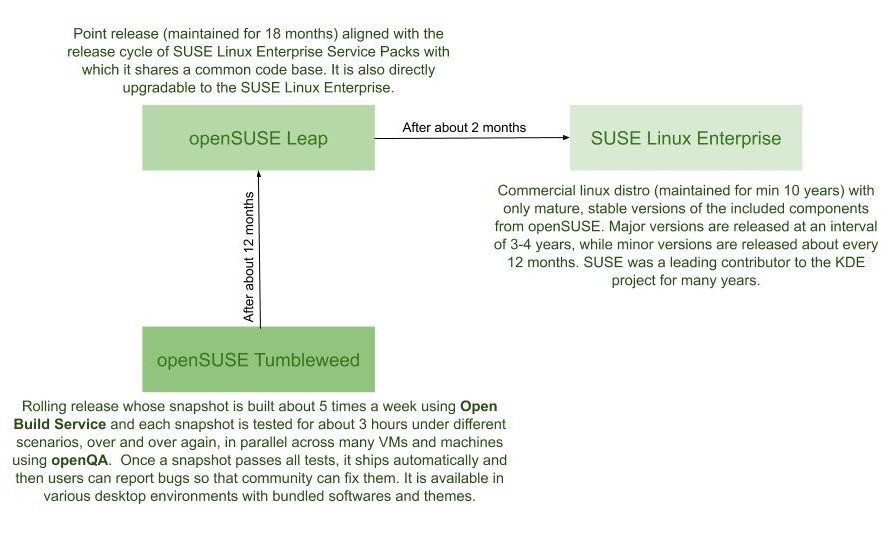 Point release (maintained for 18 months) aligned with the
release cycle of SUSE Linux Enterprise Service Packs with
which it shares a common code base. It is also directly
upgradable to the SUSE Linux Enterprise.
openSUSE Leap
After about 2 months
SUSE Linux Enterprise
Commercial linux distro (maintained for min 10 years) with
only mature, stable versions of the included components
from openSUSE. Major versions are released at an interval
of 3-4 years, while minor versions are released about every
12 months. SUSE was a leading contributor to the KDE
project for many years.
After about 12 months
openSUSE Tumbleweed
Rolling release whose snapshot is built about 5 times a week using Open
Build Service and each snapshot is tested for about 3 hours under different
scenarios, over and over again, in parallel across many VMs and machines
using openQA. Once a snapshot passes all tests, it ships automatically and
then users can report bugs so that community can fix them. It is available in
various desktop environments with bundled softwares and themes.